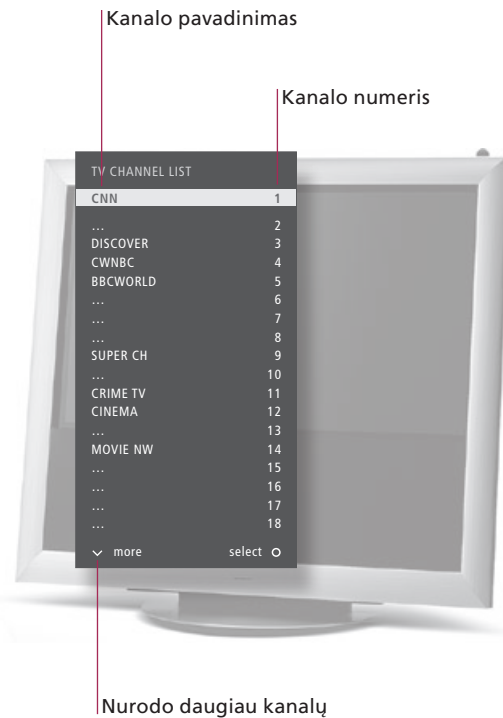 Kanalo pavadinimas
Kanalo numeris
TV CHANNEL LIST
CNN 1
... 2
DISCOVER 3
CWNBC 4
BBCWORLD 5
... 6
... 7
... 8
SUPER CH 9
... 10
CRIME TV 11
CINEMA 12
... 13
MOVIE NW 14
... 15
... 16
... 17
... 18
more select
Nurodo daugiau kanalų